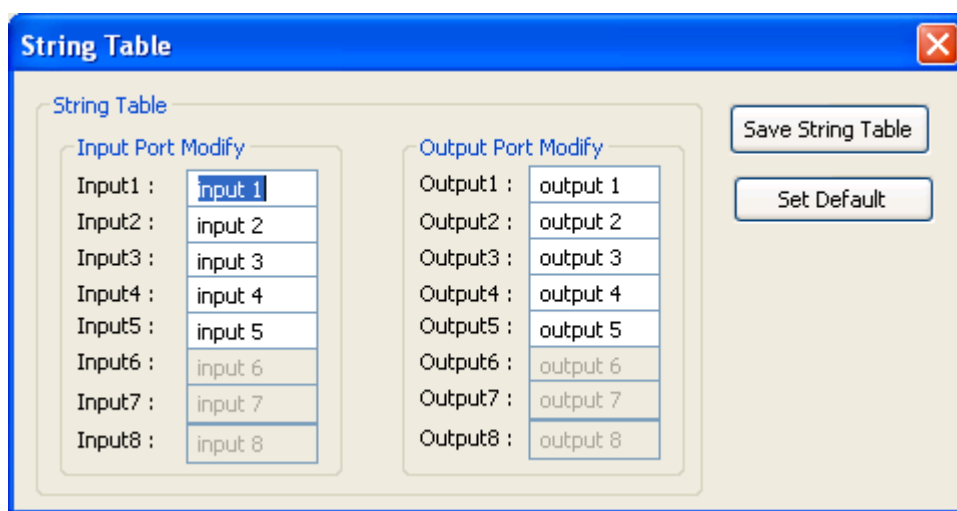 String Table
String Table
Input Port Modify
Input1 : input 1
Input2 : input 2
Input3 : input 3
Input4 : input 4
Input5 : input 5
Input6 : input 6
Input7 : input 7
Input8 : input 8
Output Port Modify
Output1 : output 1
Output2 : output 2
Output3 : output 3
Output4 : output 4
Output5 : output 5
Output6 : output 6
Output7 : output 7
Output8 : output 8
Save String Table
Set Default